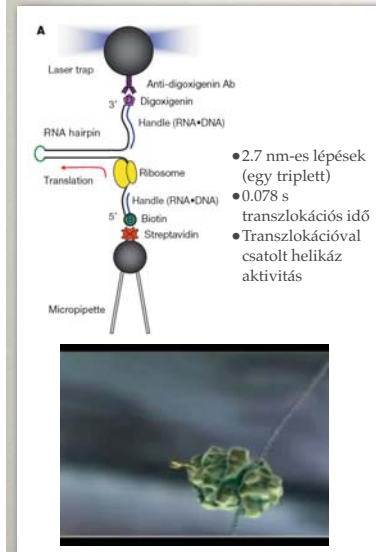 A
Laser trap
Anti-digoxigenin Ab
3’
Digoxigenin
Handle (RNA•DNA)
RNA hairpin
Translation
Ribosome
Handle (RNA•DNA)
5’
Biotin
Streptavidin
Micropipette
•2.7 nm-es lépések
(egy triplett)
•0.078 s
transzlokációs idő
•Transzlokációval
csatolt helikáz
aktivitás